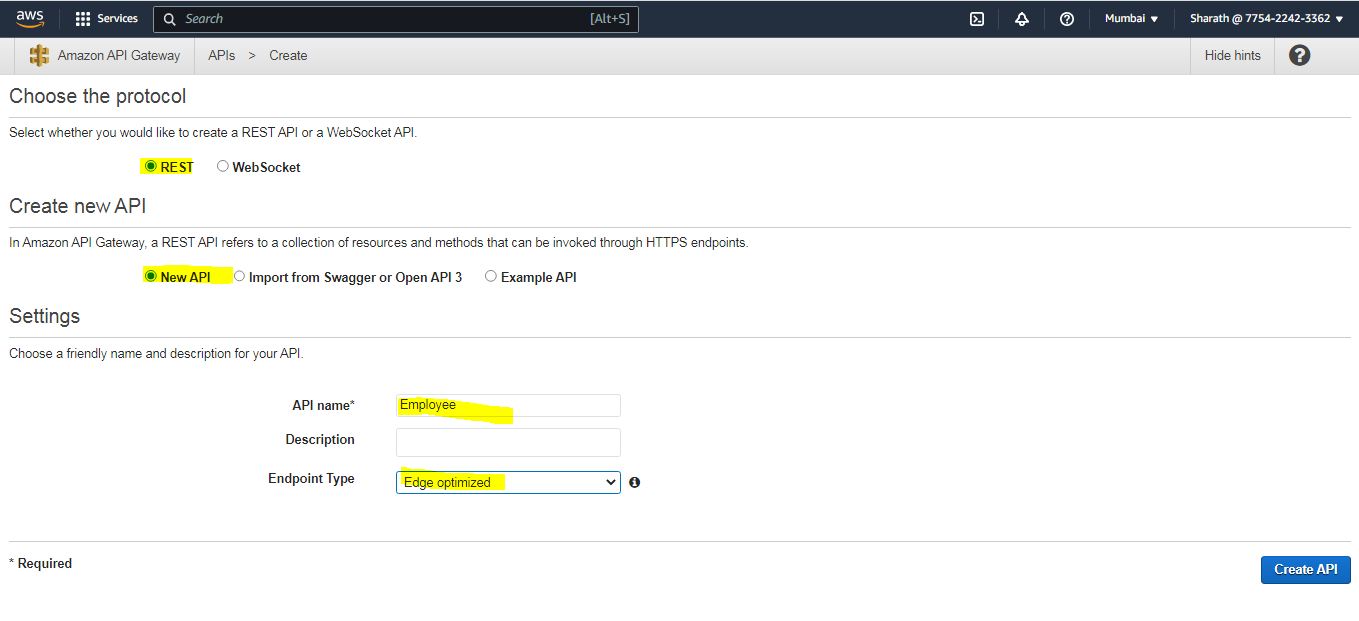 aws Services Search [Alt+S] Mumbai ▼ Sharath @ 7754-2242-3362 ▼
Amazon API Gateway APIs > Create Hide hints ?
Choose the protocol
Select whether you would like to create a REST API or a WebSocket API.
REST WebSocket
Create new API
In Amazon API Gateway, a REST API refers to a collection of resources and methods that can be invoked through HTTPS endpoints.
New API Import from Swagger or Open API 3 Example API
Settings
Choose a friendly name and description for your API.
API name* Employee
Description
Endpoint Type Edge optimized
* Required
Create API